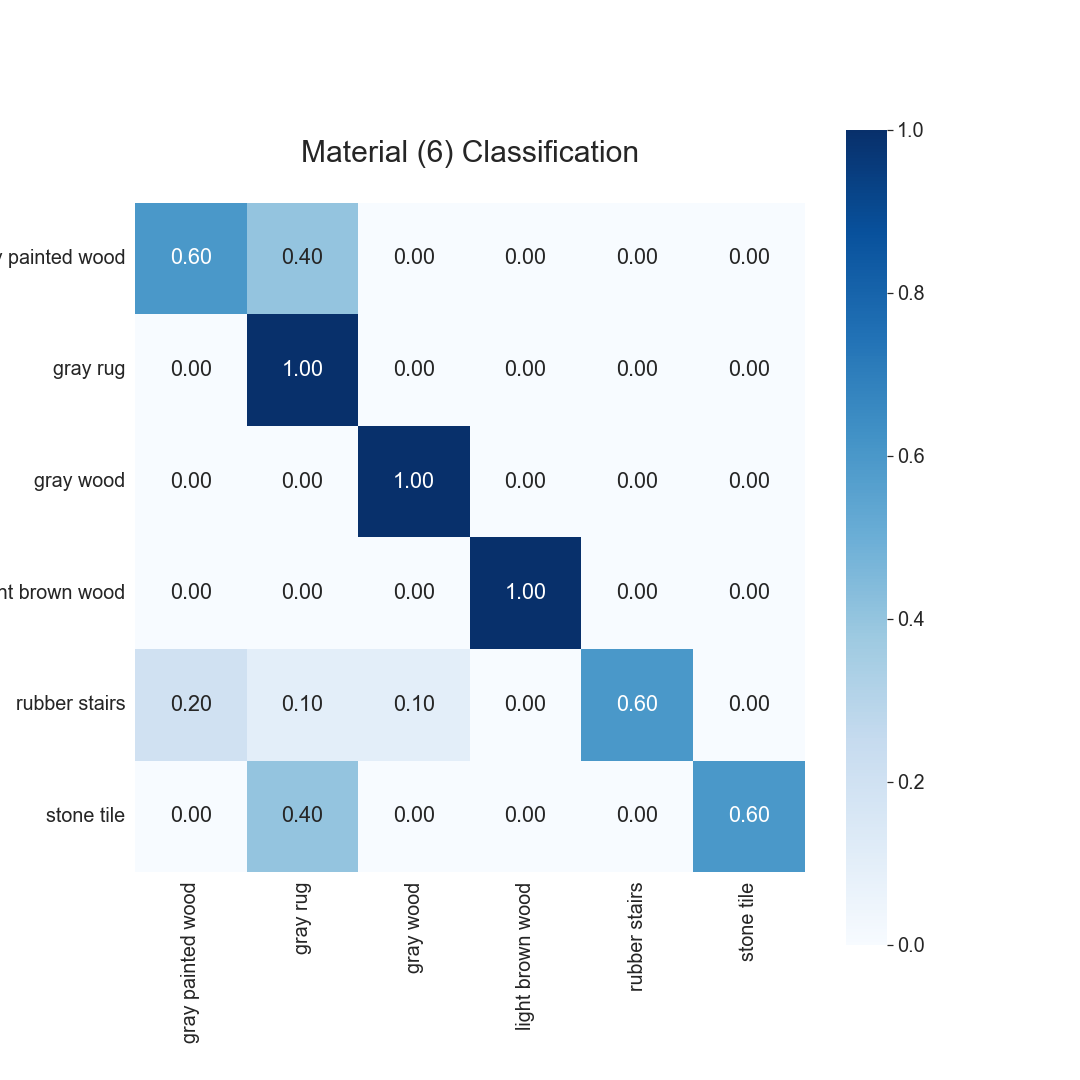 Material (6) Classification
painted wood 0.60 0.40 0.00 0.00 0.00 0.00
gray rug 0.00 1.00 0.00 0.00 0.00 0.00
gray wood 0.00 0.00 1.00 0.00 0.00 0.00
brown wood 0.00 0.00 0.00 1.00 0.00 0.00
rubber stairs 0.20 0.10 0.10 0.00 0.60 0.00
stone tile 0.00 0.40 0.00 0.00 0.00 0.60
gray painted wood
gray rug
gray wood
light brown wood
rubber stairs
stone tile
1.0
0.8
0.6
0.4
0.2
0.0